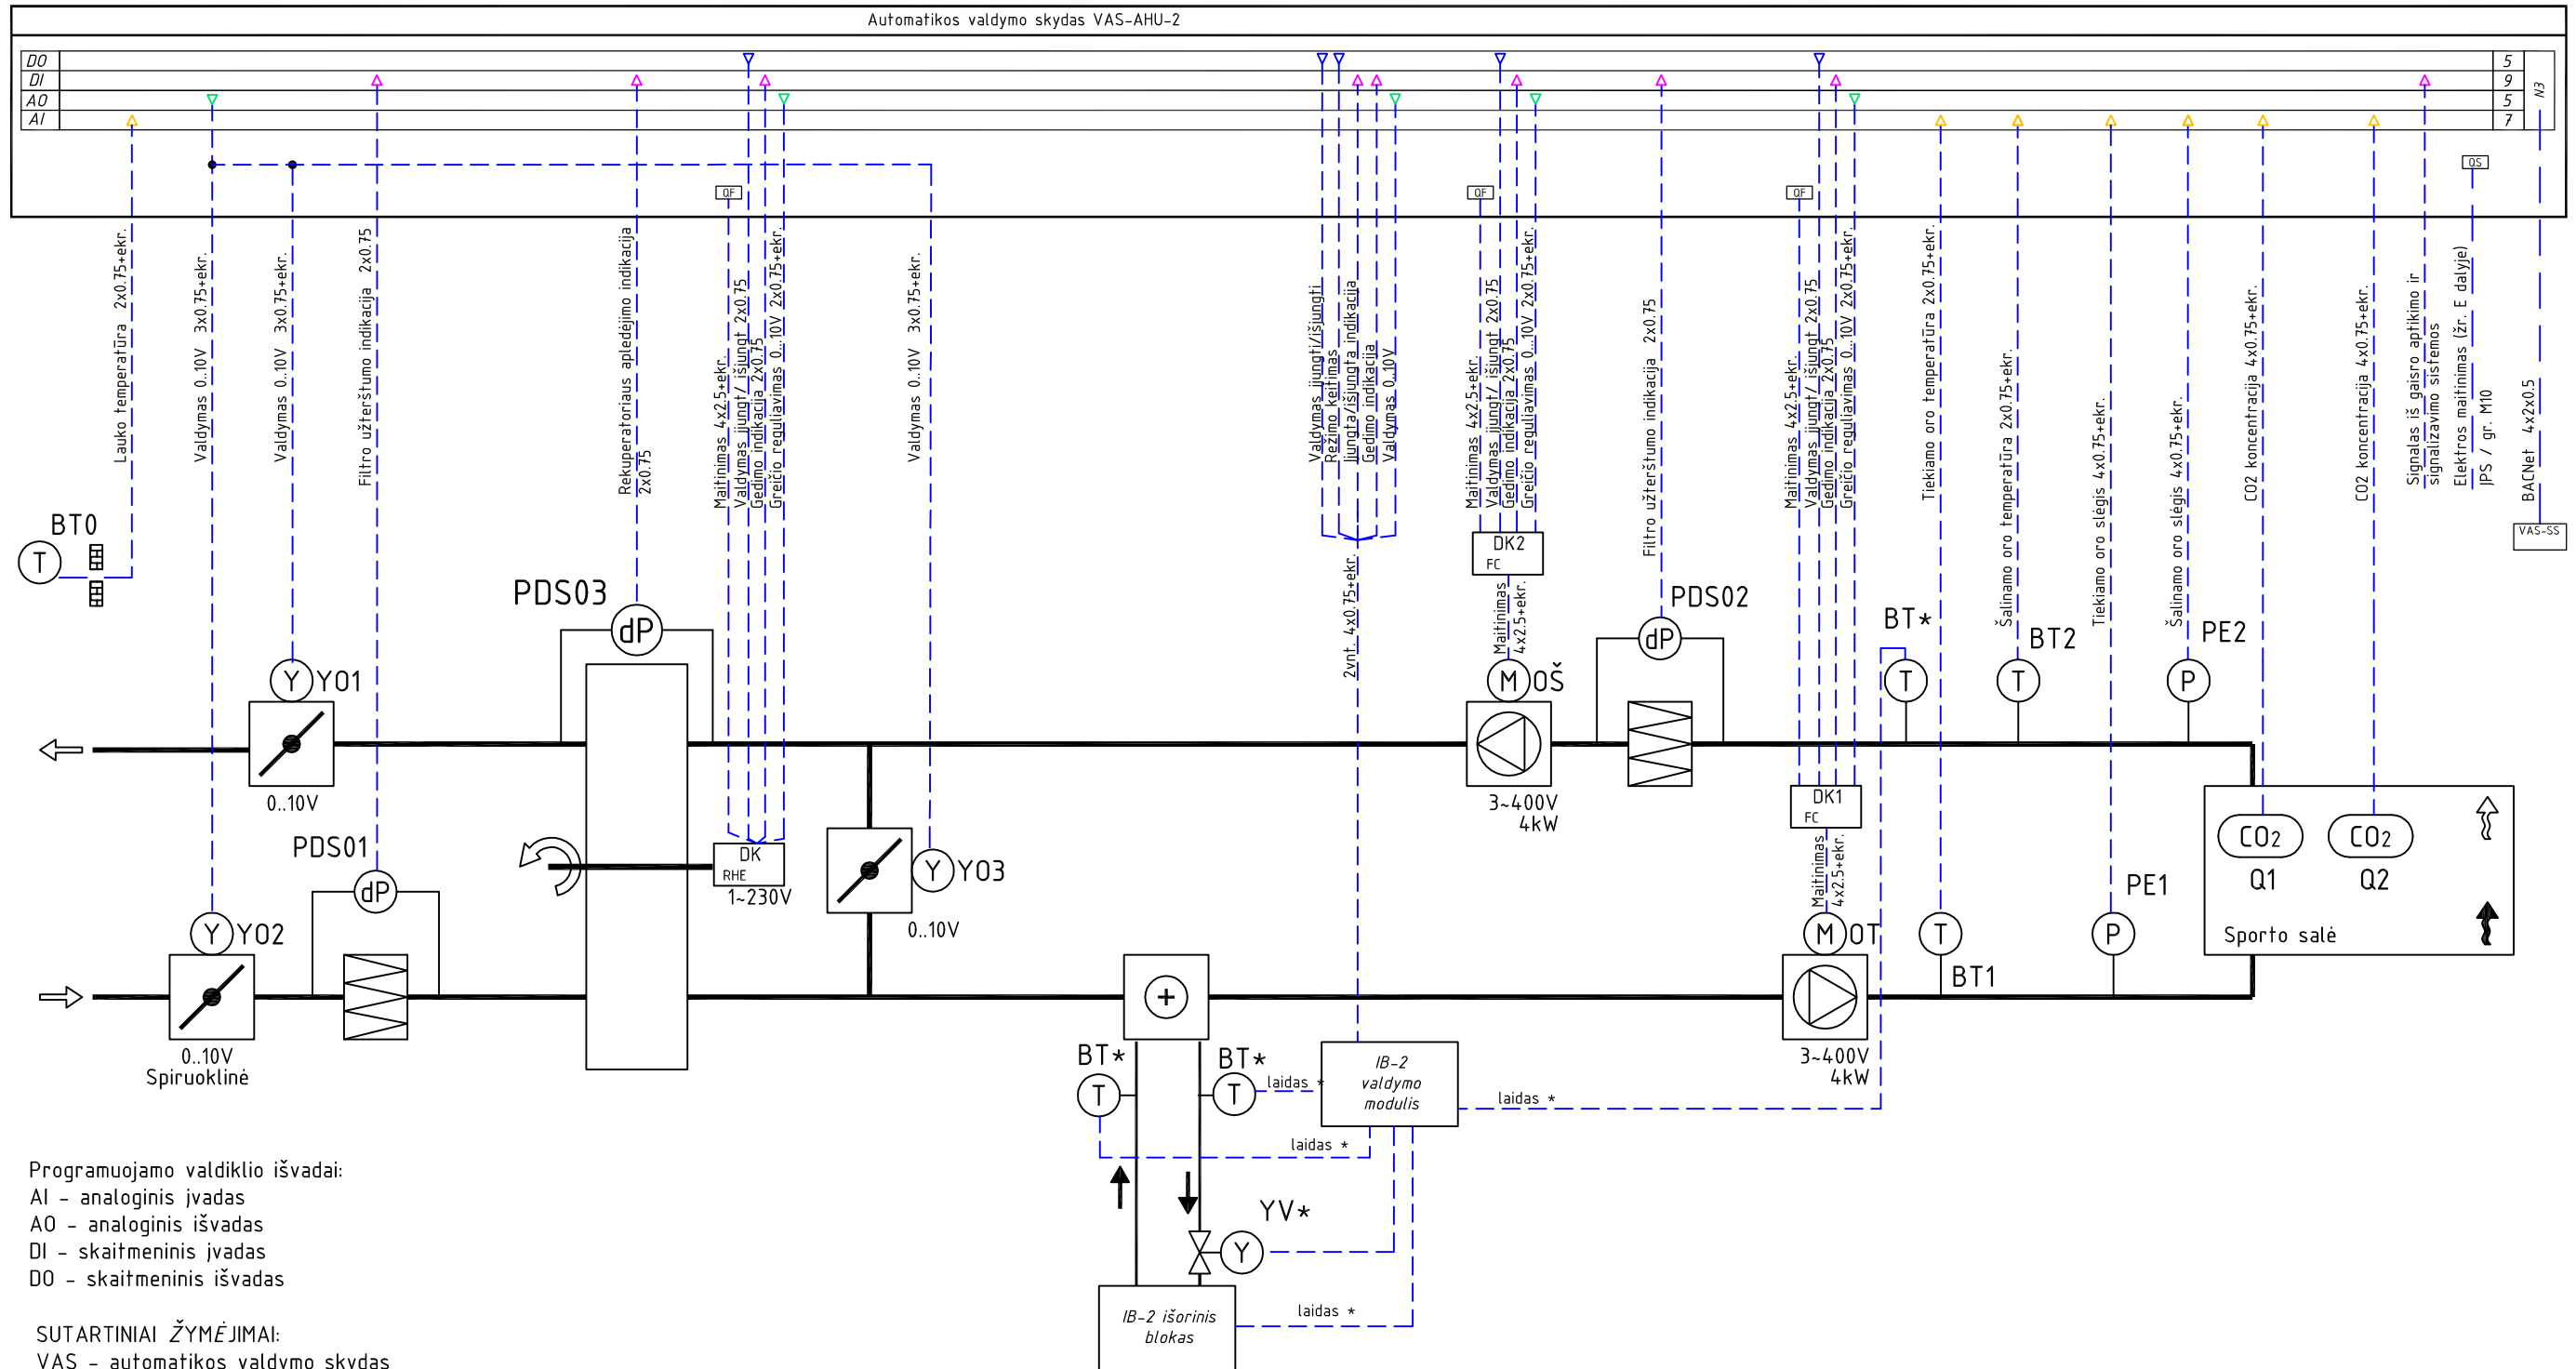 Automatikos valdymo skydas VAS-AHU-2
DO
DI
AO
AI
5
9
5
7
N3
QF
QF
QF
QS
Lauko temperatūra 2x0.75+ekr.
Valdymas 0..10V 3x0.75+ekr.
Valdymas 0..10V 3x0.75+ekr.
Filtro užterštumo indikacija 2x0.75
Rekuperatoriaus apledėjimo indikacija
2x0.75
Maitinimas 4x2.5+ekr.
Valdymas įjungt/ išjungt 2x0.75
Gedimo indikacija 2x0.75
Greičio reguliavimas 0...10V 2x0.75+ekr.
Valdymas 0..10V 3x0.75+ekr.
Valdymas įjungti/išjungti
Režimo keitimas
Įjungta/išjungta indikacija
Gedimo indikacija
Valdymas 0..10V
2vnt. 4x0.75+ekr.
Maitinimas 4x2.5+ekr.
Valdymas įjungt/ išjungt 2x0.75
Gedimo indikacija 2x0.75
Greičio reguliavimas 0...10V 2x0.75+ekr.
Filtro užterštumo indikacija 2x0.75
Maitinimas 4x2.5+ekr.
Valdymas įjungt/ išjungt 2x0.75
Gedimo indikacija 2x0.75
Greičio reguliavimas 0...10V 2x0.75+ekr.
Tiekiamo oro temperatūra 2x0.75+ekr.
Šalinamo oro temperatūra 2x0.75+ekr.
Tiekiamo oro slėgis 4x0.75+ekr.
Šalinamo oro slėgis 4x0.75+ekr.
CO2 koncentracija 4x0.75+ekr.
CO2 koncentracija 4x0.75+ekr.
Signalas iš gaisro aptikimo ir
signalizavimo sistemos
Elektros maitinimas (žr. E dalyje)
ĮPS / gr. M10
BACNet 4x2x0.5
VAS-SS
BT0
T
PDS03
dP
DK2
FC
Maitinimas
4x2.5+ekr.
PDS02
dP
BT*
T
BT2
T
PE2
P
Y
Y01
M
OŠ
0..10V
3~400V
4kW
DK1
FC
Maitinimas
4x2.5+ekr.
PDS01
dP
DK
RHE
1~230V
Y
Y03
0..10V
CO2
Q1
CO2
Q2
Sporto salė
PE1
P
Y
Y02
M
OT
T
BT1
+
0..10V
Spiruoklinė
3~400V
4kW
BT*
T
BT*
T
laidas *
IB-2
valdymo
modulis
laidas *
laidas *
YV*
Y
IB-2 išorinis
blokas
laidas *
Programuojamo valdiklio išvadai:
AI - analoginis įvadas
AO - analoginis išvadas
DI - skaitmeninis įvadas
DO - skaitmeninis išvadas
SUTARTINIAI ŽYMĖJIMAI:
VAS - automatikos valdymo skydas